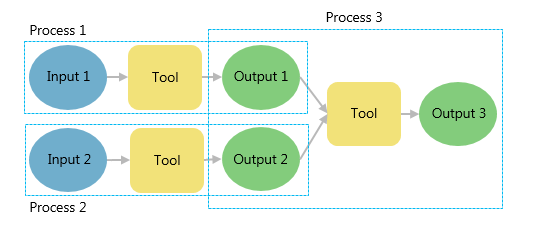 Process 3
Process 1
Input 1
Tool
Output 1
Tool
Output 3
Input 2
Tool
Output 2
Process 2